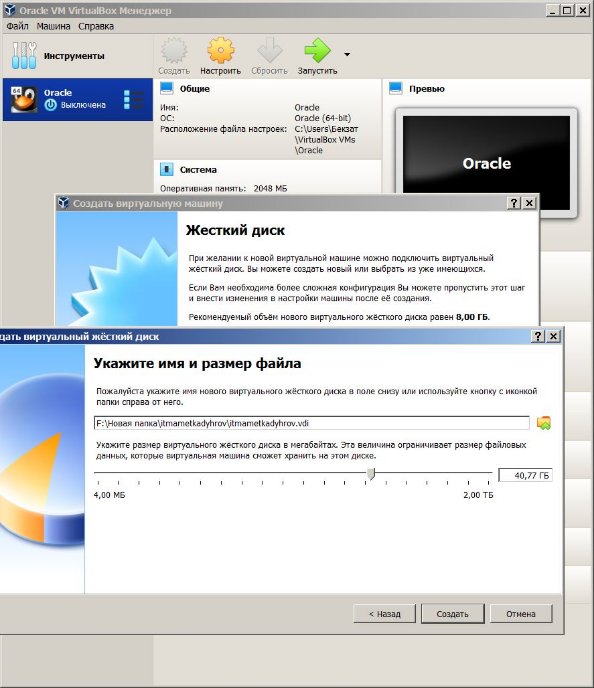 Oracle VM VirtualBox Менеджер
Файл Машина Справка
Инструменты
Создать Настроить Сбросить Запустить
64
Oracle
Выключена
Общие
Имя: Oracle
ОС: Oracle (64-bit)
Расположение файла настроек: C:\Users\Бекзат
\VirtualBox VMs
\Oracle
Система
Оперативная память: 2048 МБ
Превью
Oracle
Создать виртуальную машину
Жесткий диск
При желании к новой виртуальной машине можно подключить виртуальный
жёсткий диск. Вы можете создать новый или выбрать из уже имеющихся.
Если Вам необходима более сложная конфигурация Вы можете пропустить этот шаг
и внести изменения в настройки машины после её создания.
Рекомендуемый объём нового виртуального жёсткого диска равен 8,00 ГБ.
дать виртуальный жёсткий диск
Укажите имя и размер файла
Пожалуйста укажите имя нового виртуального жёсткого диска в поле снизу или используйте кнопку с иконкой
папки справа от него.
F:\Новая папка\itmametkadyhrov\itmametkadyhrov.vdi
Укажите размер виртуального жёсткого диска в мегабайтах. Эта величина ограничивает размер файловых
данных, которые виртуальная машина сможет хранить на этом диске.
40,77 ГБ
4,00 МБ 2,00 ТБ
< Назад Создать Отмена